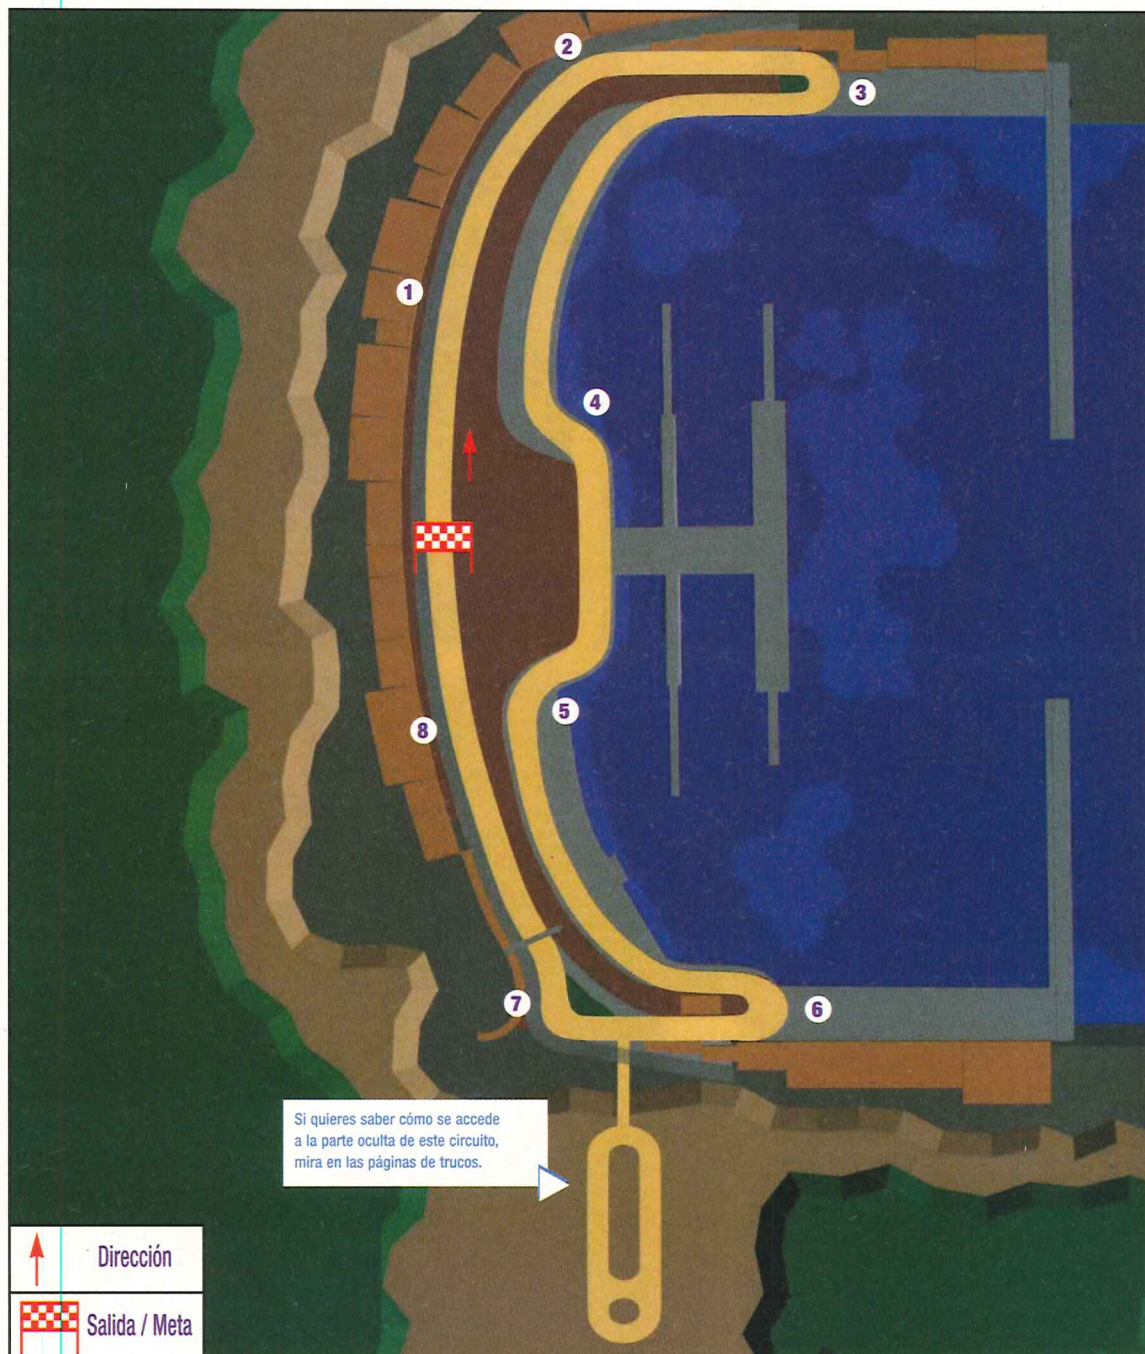 2
3
1
4
5
8
7
6
Si quieres saber cómo se accede
a la parte oculta de este circuito,
mira en las páginas de trucos.
Dirección
Salida / Meta